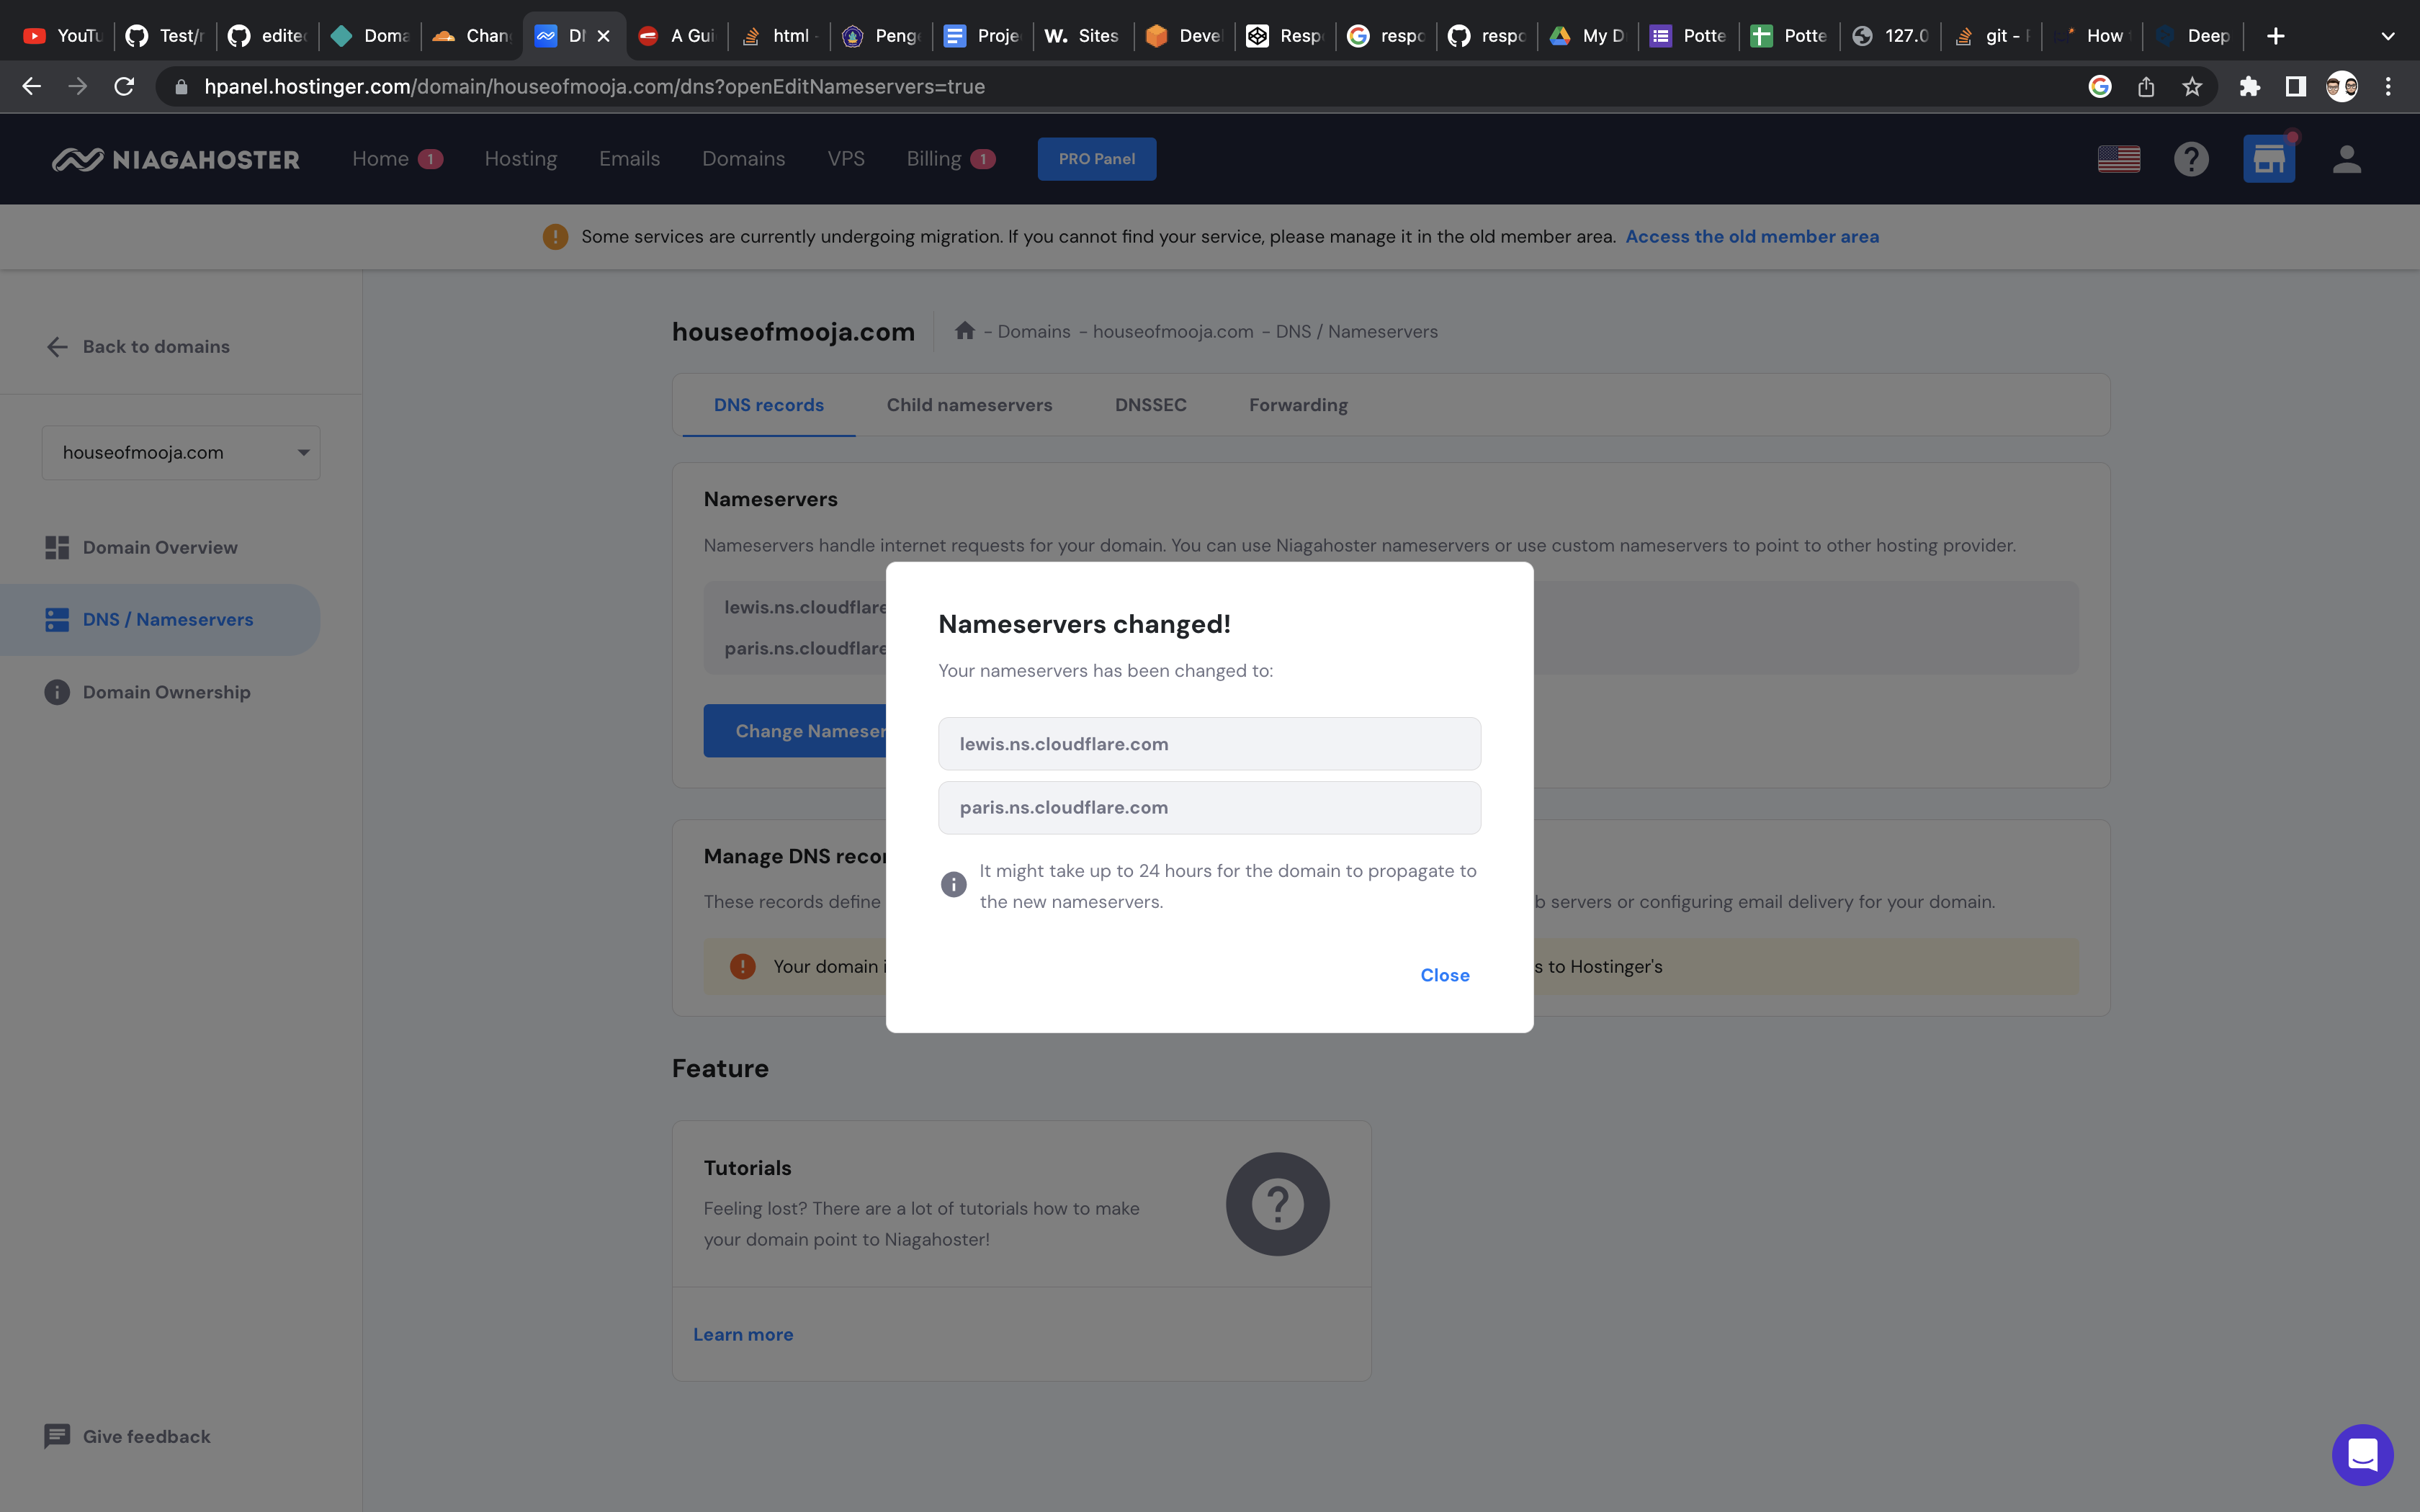 YouTu
Test/r
edite
Doma
Chan
DI
A Gui
html -
Peng
Proje
W. Sites
Devel
Resp
respo
respo
My D
Potte
Potte
127.0
git - F
How
Deep
hpanel.hostinger.com/domain/houseofmooja.com/dns?openEditNameservers=true
NIAGAHOSTER
Home 1
Hosting
Emails
Domains
VPS
Billing 1
PRO Panel
Some services are currently undergoing migration. If you cannot find your service, please manage it in the old member area. Access the old member area
Back to domains
houseofmooja.com
Domain Overview
DNS / Nameservers
Domain Ownership
Give feedback
houseofmooja.com
- Domains - houseofmooja.com - DNS / Nameservers
DNS records
Child nameservers
DNSSEC
Forwarding
Nameservers
Nameservers handle internet requests for your domain. You can use Niagahoster nameservers or use custom nameservers to point to other hosting provider.
lewis.ns.cloudflare
paris.ns.cloudflare
Change Nameser
Manage DNS recor
These records define
b servers or configuring email delivery for your domain.
Your domain i
s to Hostinger's
Nameservers changed!
Your nameservers has been changed to:
lewis.ns.cloudflare.com
paris.ns.cloudflare.com
It might take up to 24 hours for the domain to propagate to
the new nameservers.
Close
Feature
Tutorials
Feeling lost? There are a lot of tutorials how to make
your domain point to Niagahoster!
Learn more